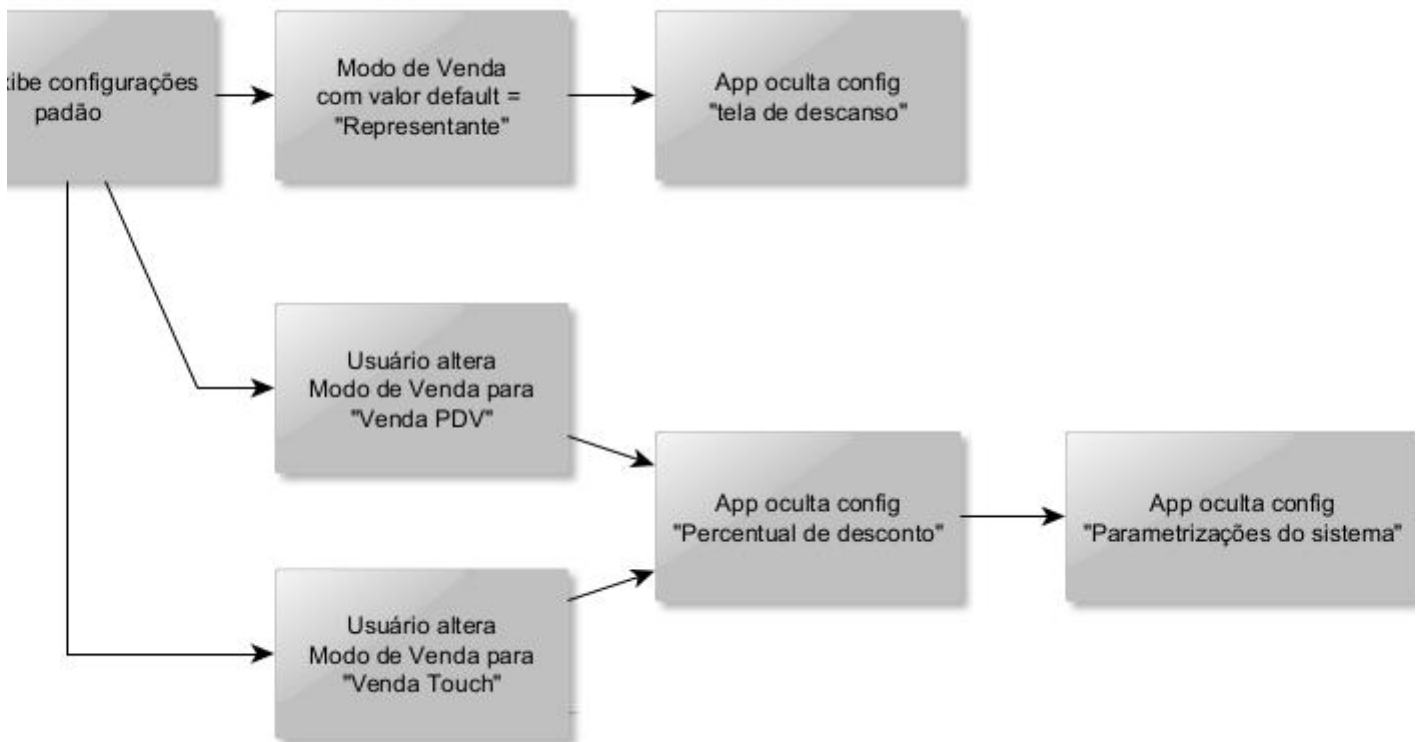 xibe configurações
padão
Modo de Venda
com valor default =
"Representante"
App oculta config
"tela de descanso"
Usuário altera
Modo de Venda para
"Venda PDV"
App oculta config
"Percentual de desconto"
App oculta config
"Parametrizações do sistema"
Usuário altera
Modo de Venda para
"Venda Touch"